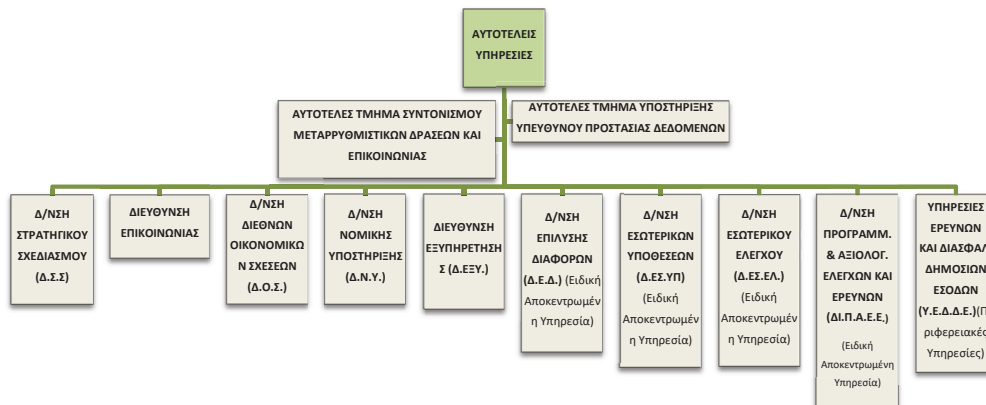 ΑΥΤΟΤΕΛΕΙΣ
ΥΠΗΡΕΣΙΕΣ
ΑΥΤΟΤΕΛΕΣ ΤΜΗΜΑ ΣΥΝΤΟΝΙΣΜΟΥ
ΜΕΤΑΡΡΥΘΜΙΣΤΙΚΩΝ ΔΡΑΣΕΩΝ ΚΑΙ
ΕΠΙΚΟΙΝΩΝΙΑΣ
ΑΥΤΟΤΕΛΕΣ ΤΜΗΜΑ ΥΠΟΣΤΗΡΙΞΗΣ
ΥΠΕΥΘΥΝΟΥ ΠΡΟΣΤΑΣΙΑΣ ΔΕΔΟΜΕΝΩΝ
Δ/ΝΣΗ
ΣΤΡΑΤΗΓΙΚΟΥ
ΣΧΕΔΙΑΣΜΟΥ
(Δ.Σ.Σ)
ΔΙΕΥΘΥΝΣΗ
ΕΠΙΚΟΙΝΩΝΙΑΣ
Δ/ΝΣΗ
ΔΙΕΘΝΩΝ
ΟΙΚΟΝΟΜΙΚΩ
Ν ΣΧΕΣΕΩΝ
(Δ.Ο.Σ.)
Δ/ΝΣΗ
ΝΟΜΙΚΗΣ
ΥΠΟΣΤΗΡΙΞΗΣ
(Δ.Ν.Υ.)
ΔΙΕΥΘΥΝΣΗ
ΕΞΥΠΗΡΕΤΗΣΗ
Σ (Δ.ΕΞΥ.)
Δ/ΝΣΗ
ΕΠΙΛΥΣΗΣ
ΔΙΑΦΟΡΩΝ
(Δ.Ε.Δ.) (Ειδική
Αποκεντρωμέν
η Υπηρεσία)
Δ/ΝΣΗ
ΕΣΩΤΕΡΙΚΩΝ
ΥΠΟΘΕΣΕΩΝ
(Δ.ΕΣ.ΥΠ)
(Ειδική
Αποκεντρωμέν
η Υπηρεσία)
Δ/ΝΣΗ
ΕΣΩΤΕΡΙΚΟΥ
ΕΛΕΓΧΟΥ
(Δ.ΕΣ.ΕΛ.)
(Ειδική
Αποκεντρωμέν
η Υπηρεσία)
Δ/ΝΣΗ
ΠΡΟΓΡΑΜΜ.
& ΑΞΙΟΛΟΓ.
ΕΛΕΓΧΩΝ ΚΑΙ
ΕΡΕΥΝΩΝ
(ΔΙ.Π.Α.Ε.Ε.)
(Ειδική
Αποκεντρωμένη
Υπηρεσία)
ΥΠΗΡΕΣΙΕΣ
ΕΡΕΥΝΩΝ
ΚΑΙ ΔΙΑΣΦΑΛ
ΔΗΜΟΣΙΩΝ
ΕΣΟΔΩΝ
(Υ.Ε.Δ.Δ.Ε.)(Π
ριφερειακές
Υπηρεσίες)